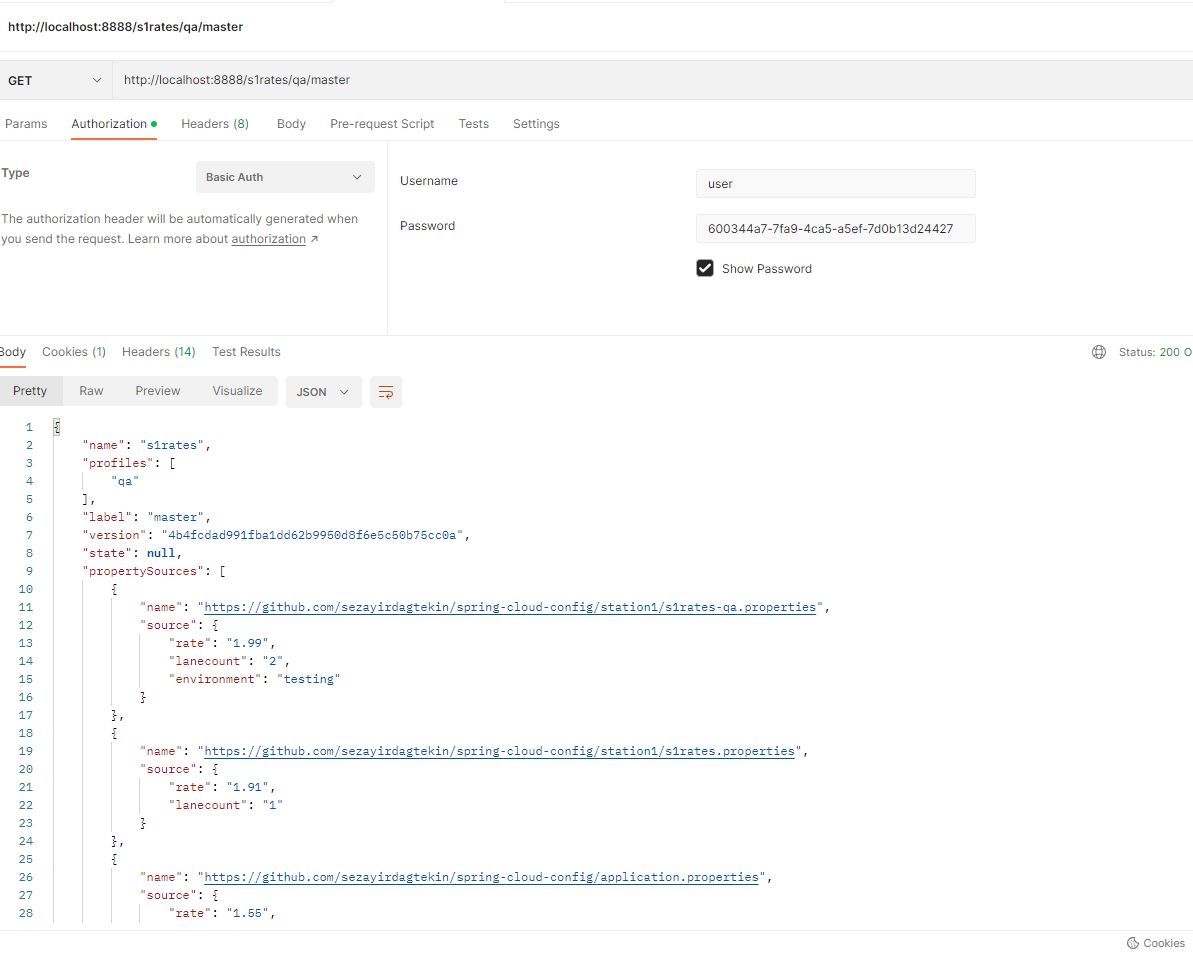 http://localhost:8888/s1rates/qa/master
GET http://localhost:8888/s1rates/qa/master
Params Authorization Headers (8) Body Pre-request Script Tests Settings
Type Basic Auth
The authorization header will be automatically generated when
you send the request. Learn more about authorization ↗
Username user
Password 600344a7-7fa9-4ca5-a5ef-7d0b13d24427
Show Password
Body Cookies (1) Headers (14) Test Results Status: 200 O
Pretty Raw Preview Visualize JSON
1 {
2 "name": "s1rates",
3 "profiles": [
4 "qa"
5 ],
6 "label": "master",
7 "version": "4b4fcdad991fba1dd62b9950d8f6e5c50b75cc0a",
8 "state": null,
9 "propertySources": [
10 {
11 "name": "https://github.com/sezayirdagtekin/spring-cloud-config/station1/s1rates-qa.properties",
12 "source": {
13 "rate": "1.99",
14 "lanecount": "2",
15 "environment": "testing"
16 }
17 },
18 {
19 "name": "https://github.com/sezayirdagtekin/spring-cloud-config/station1/s1rates.properties",
20 "source": {
21 "rate": "1.91",
22 "lanecount": "1"
23 }
24 },
25 {
26 "name": "https://github.com/sezayirdagtekin/spring-cloud-config/application.properties",
27 "source": {
28 "rate": "1.55",
Cookies